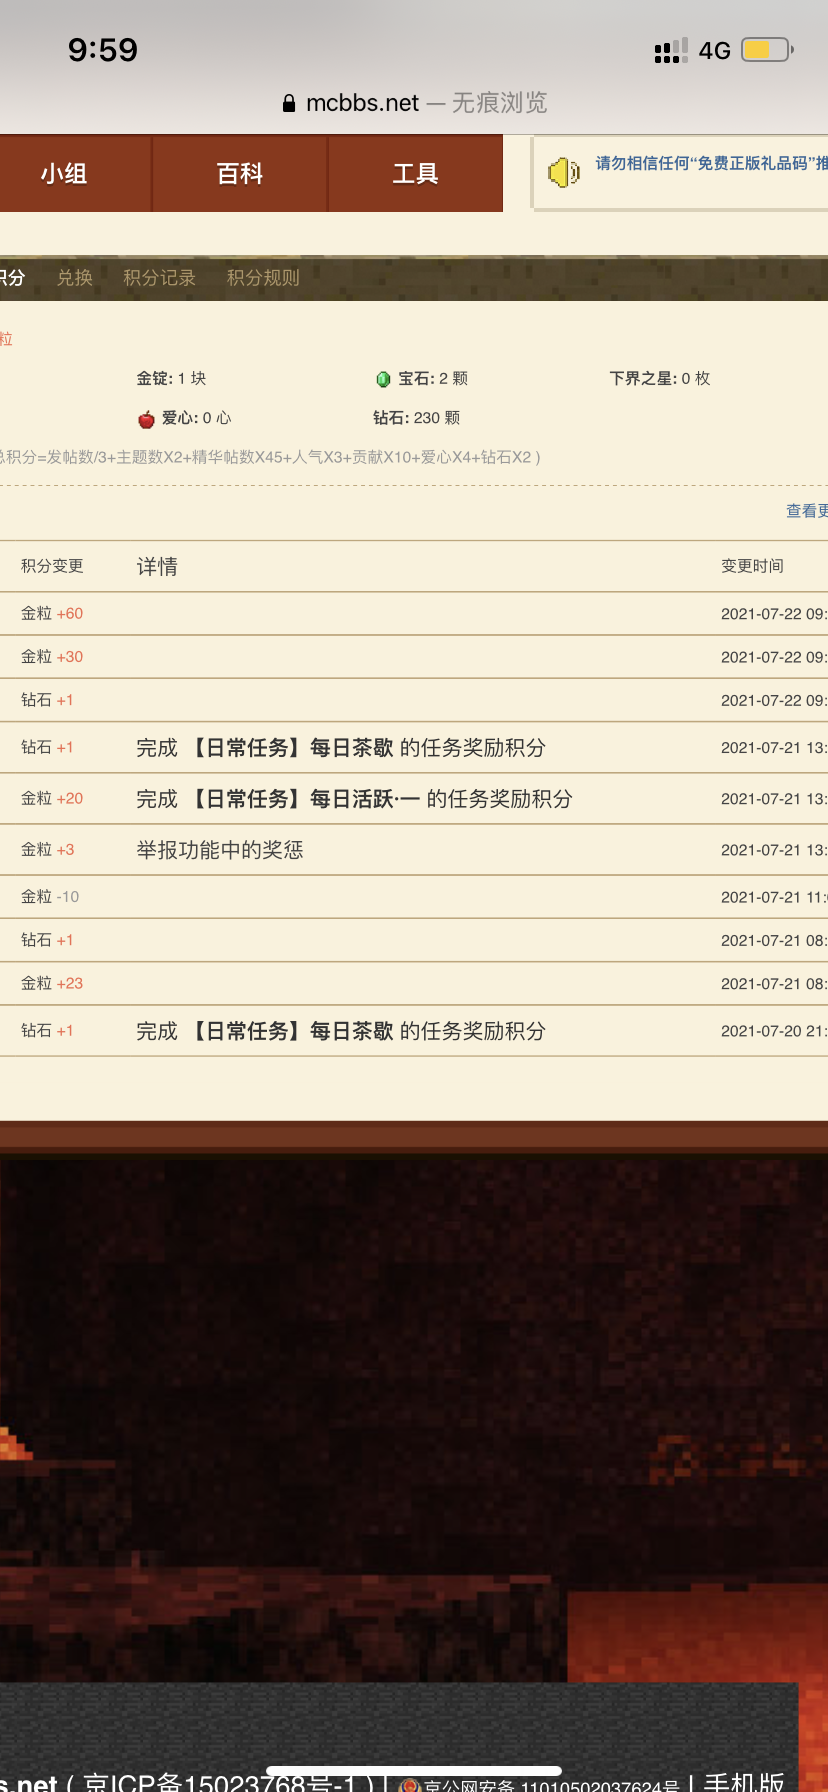 9:59
4G
mcbbs.net — 无痕浏览
小组 百科 工具
请勿相信任何“免费正版礼品码”推
积分 兑换 积分记录 积分规则
粒
金锭: 1 块 宝石: 2 颗 下界之星: 0 枚
爱心: 0 心 钻石: 230 颗
总积分=发帖数/3+主题数X2+精华帖数X45+人气X3+贡献X10+爱心X4+钻石X2 )
查看更
积分变更 详情 变更时间
金粒 +60 2021-07-22 09:
金粒 +30 2021-07-22 09:
钻石 +1 2021-07-22 09:
钻石 +1 完成 【日常任务】每日茶歇 的任务奖励积分 2021-07-21 13:
金粒 +20 完成 【日常任务】每日活跃·一 的任务奖励积分 2021-07-21 13:
金粒 +3 举报功能中的奖惩 2021-07-21 13:
金粒 -10 2021-07-21 11:
钻石 +1 2021-07-21 08:
金粒 +23 2021-07-21 08:
钻石 +1 完成 【日常任务】每日茶歇 的任务奖励积分 2021-07-20 21:
s.net ( 京ICP备15023768号-1 ) | 京公网安备 11010502037624号 | 手机版